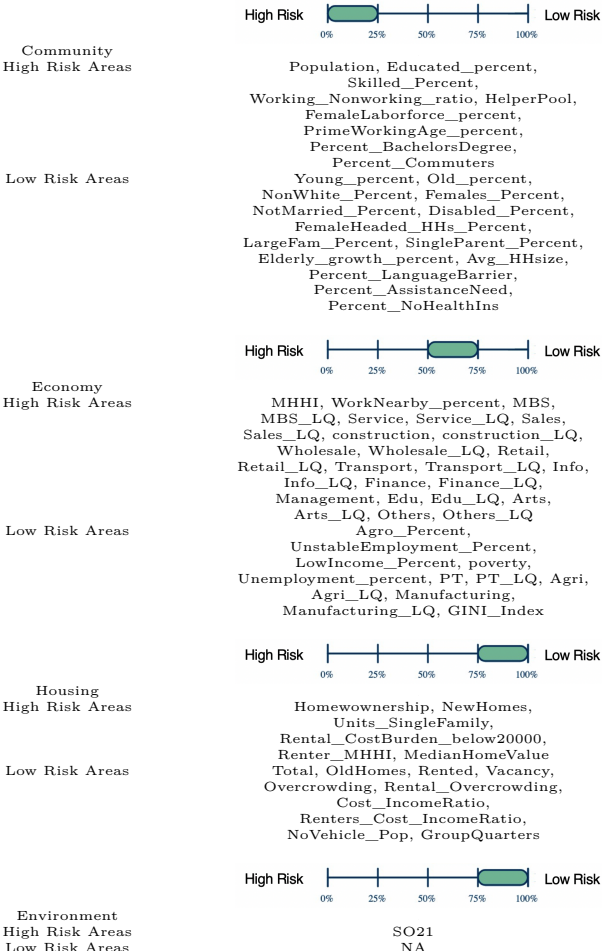 High Risk Low Risk
0% 25% 50% 75% 100%
Community
High Risk Areas Population, Educated_percent,
Skilled_Percent,
Working_Nonworking_ratio, HelperPool,
FemaleLaborforce_percent,
PrimeWorkingAge_percent,
Percent_BachelorsDegree,
Percent_Commuters
Low Risk Areas Young_percent, Old_percent,
NonWhite_Percent, Females_Percent,
NotMarried_Percent, Disabled_Percent,
FemaleHeaded_HHs_Percent,
LargeFam_Percent, SingleParent_Percent,
Elderly_growth_percent, Avg_HHsize,
Percent_LanguageBarrier,
Percent_AssistanceNeed,
Percent_NoHealthIns
High Risk Low Risk
0% 25% 50% 75% 100%
Economy
High Risk Areas MHHI, WorkNearby_percent, MBS,
MBS_LQ, Service, Service_LQ, Sales,
Sales_LQ, construction, construction_LQ,
Wholesale, Wholesale_LQ, Retail,
Retail_LQ, Transport, Transport_LQ, Info,
Info_LQ, Finance, Finance_LQ,
Management, Edu, Edu_LQ, Arts,
Arts_LQ, Others, Others_LQ
Low Risk Areas Agro_Percent,
UnstableEmployment_Percent,
LowIncome_Percent, poverty,
Unemployment_percent, PT, PT_LQ, Agri,
Agri_LQ, Manufacturing,
Manufacturing_LQ, GINI_Index
High Risk Low Risk
0% 25% 50% 75% 100%
Housing
High Risk Areas Homewownership, NewHomes,
Units_SingleFamily,
Rental_CostBurden_below20000,
Renter_MHHI, MedianHomeValue
Low Risk Areas Total, OldHomes, Rented, Vacancy,
Overcrowding, Rental_Overcrowding,
Cost_IncomeRatio,
Renters_Cost_IncomeRatio,
NoVehicle_Pop, GroupQuarters
High Risk Low Risk
0% 25% 50% 75% 100%
Environment
High Risk Areas SO21
Low Risk Areas NA